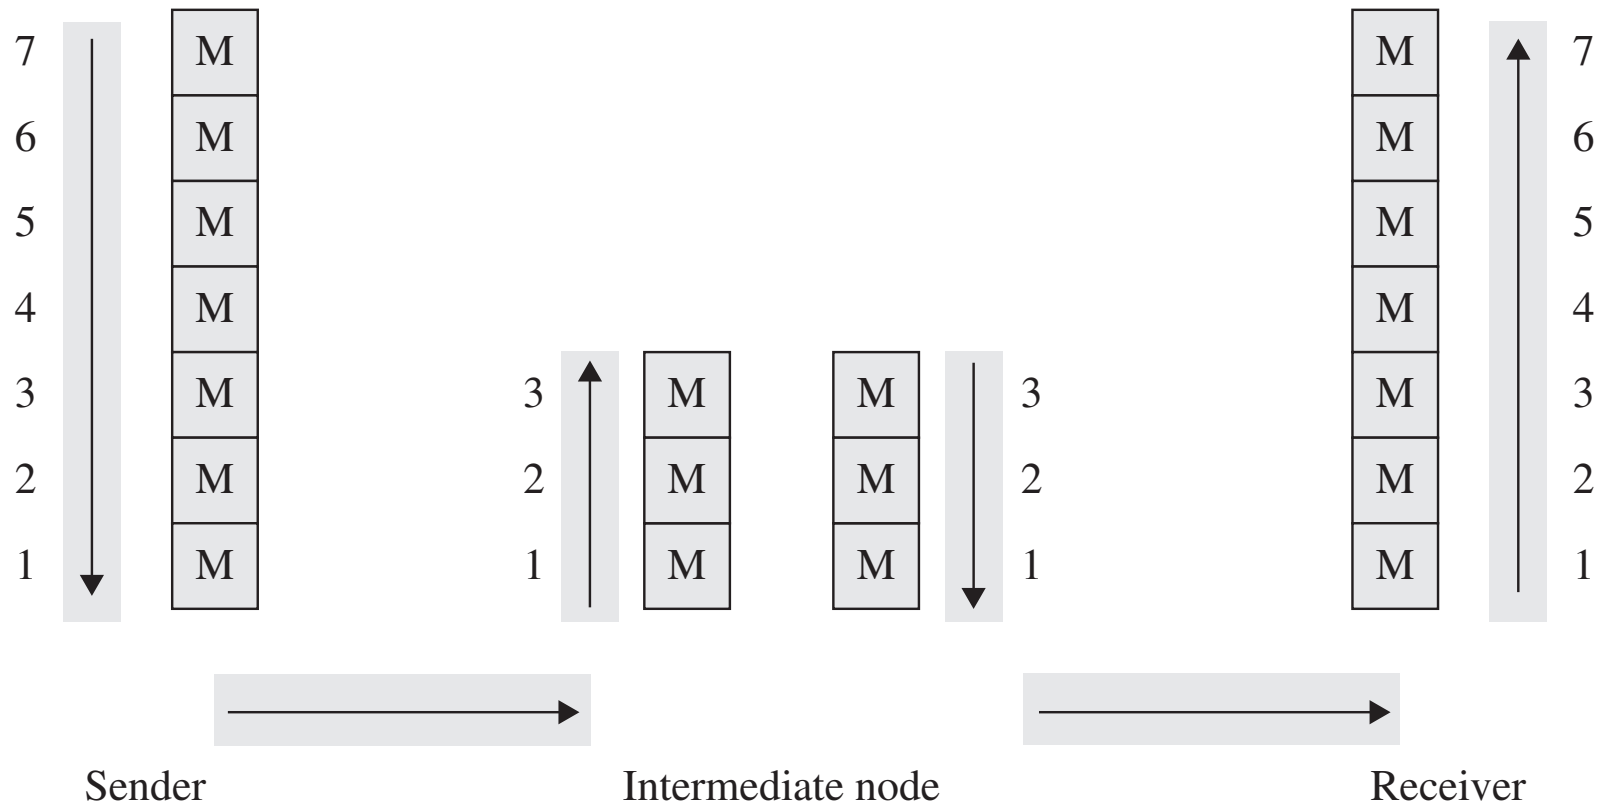 7 M M 7
6 M M 6
5 M M 5
4 M M 4
3 M 3 M M 3 M 3
2 M 2 M M 2 M 2
1 M 1 M M 1 M 1
Sender Intermediate node Receiver